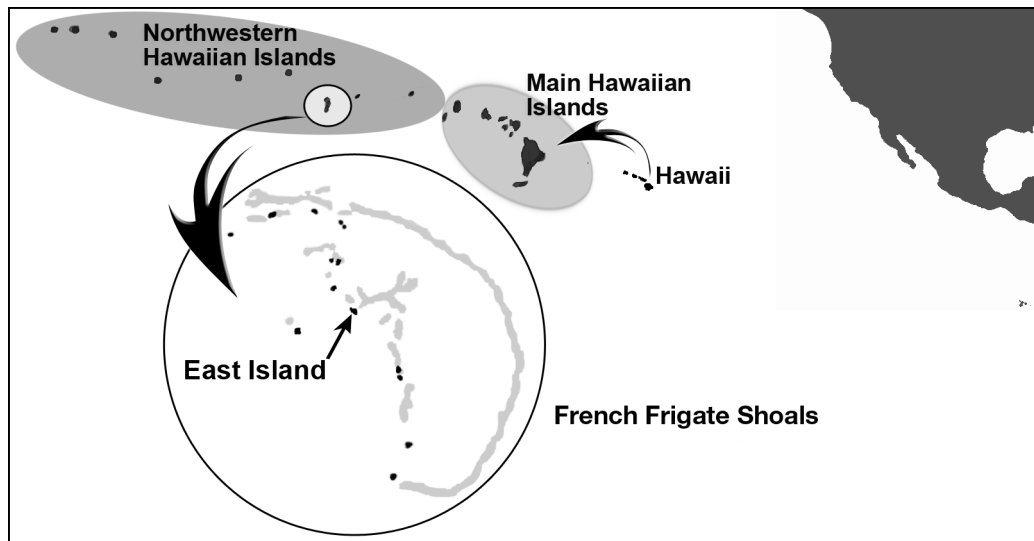 Northwestern
Hawaiian Islands
Main Hawaiian
Islands
Hawaii
East Island
French Frigate Shoals